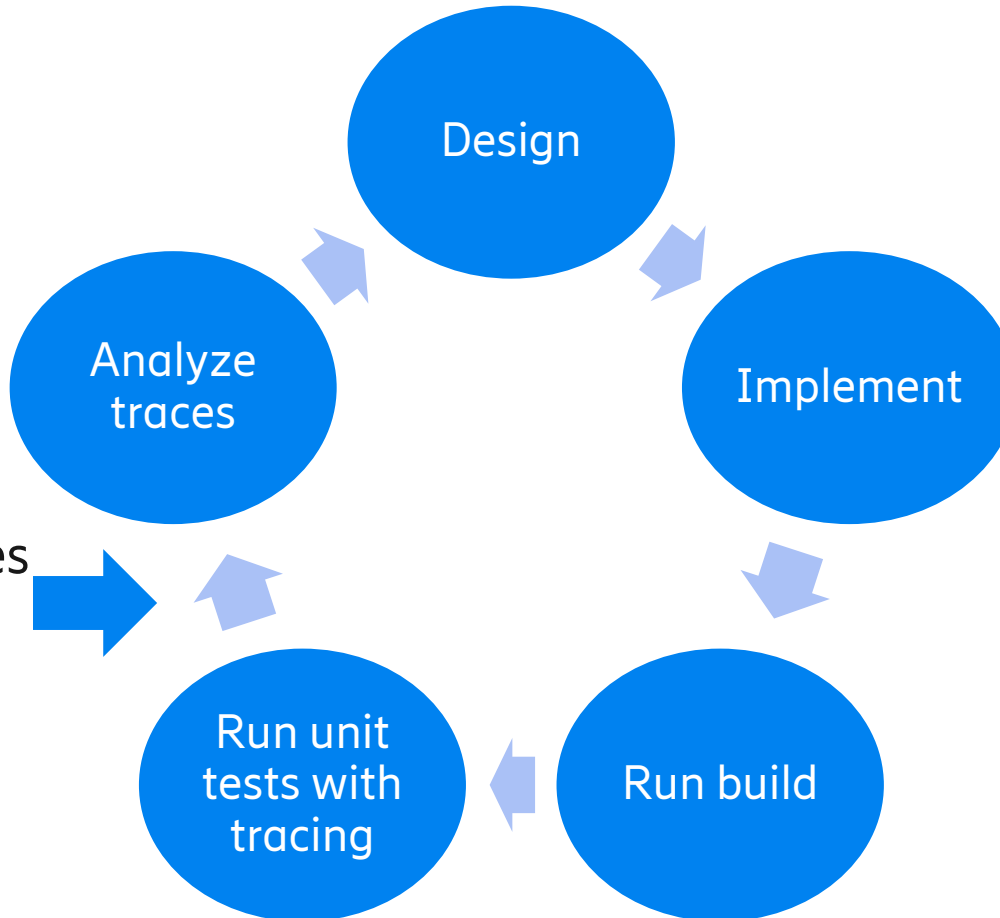 Design
Analyze
traces
Implement
Run unit
tests with
tracing
Run build